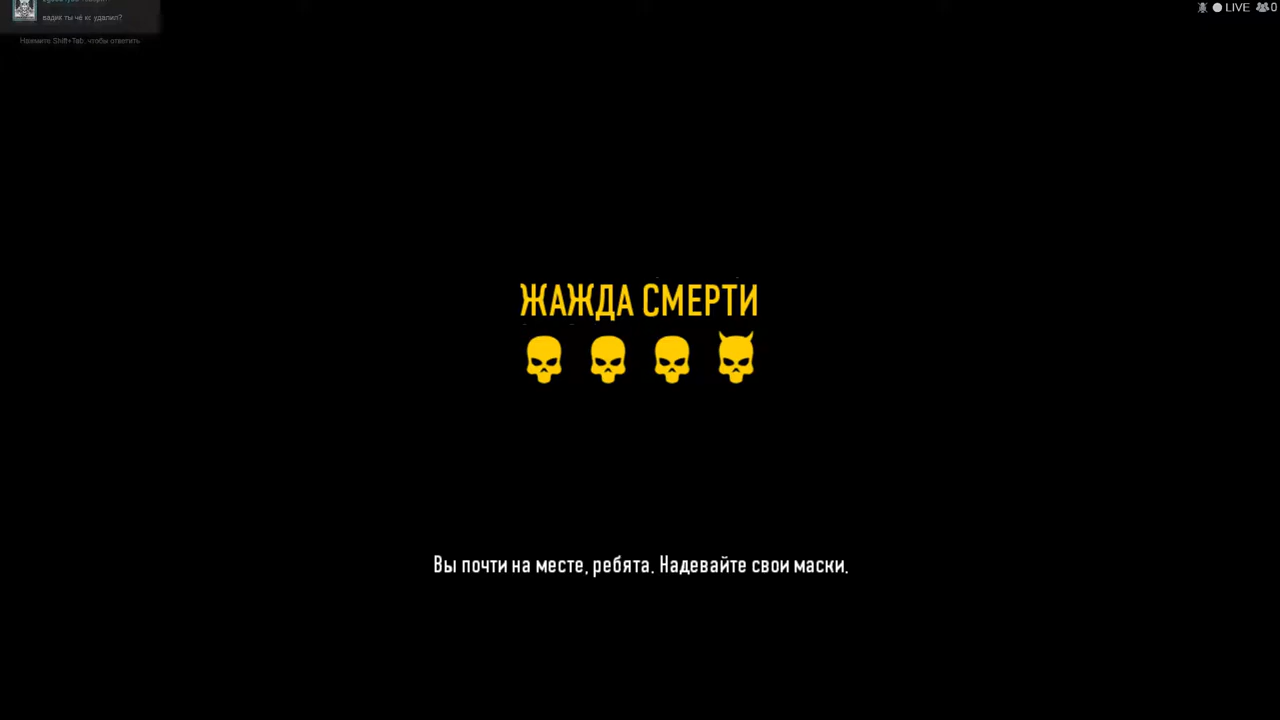 вадик ты чё кс удалил?
Нажмите Shift+Tab, чтобы ответить
LIVE 0
ЖАЖДА СМЕРТИ
Вы почти на месте, ребята. Надевайте свои маски.